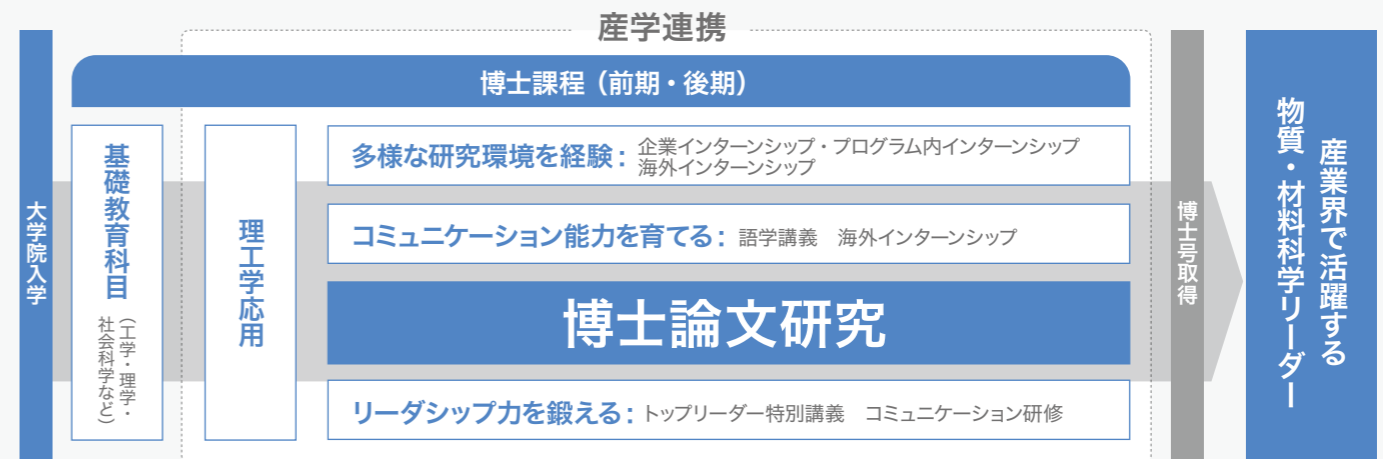 産学連携
大学院入学
博士課程（前期・後期）
基礎教育科目
（工学・理学・
社会科学など）
理工学応用
多様な研究環境を経験： 企業インターンシップ・プログラム内インターンシップ
海外インターンシップ
コミュニケーション能力を育てる： 語学講義　海外インターンシップ
博士論文研究
リーダシップ力を鍛える： トップリーダー特別講義　コミュニケーション研修
博士号取得
産業界で活躍する
物質・材料科学リーダー